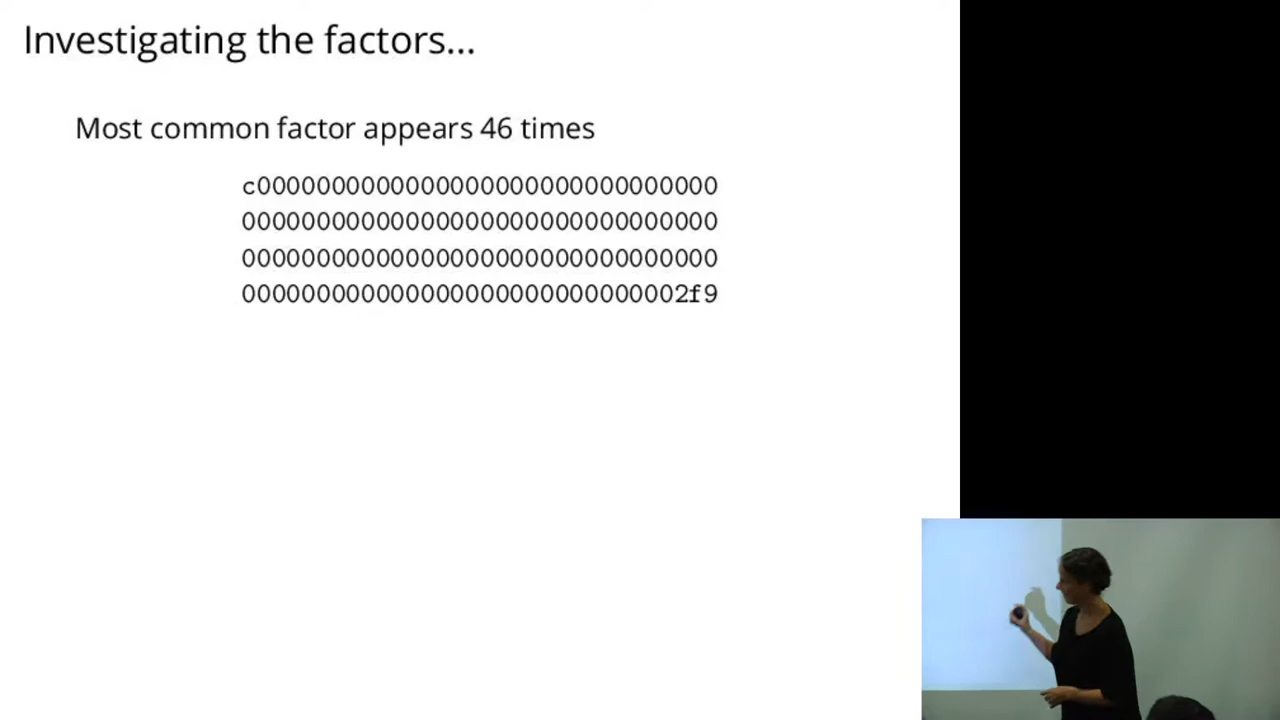 Investigating the factors...
Most common factor appears 46 times
c0000000000000000000000000000000
00000000000000000000000000000000
00000000000000000000000000000000
000000000000000000000000000002f9